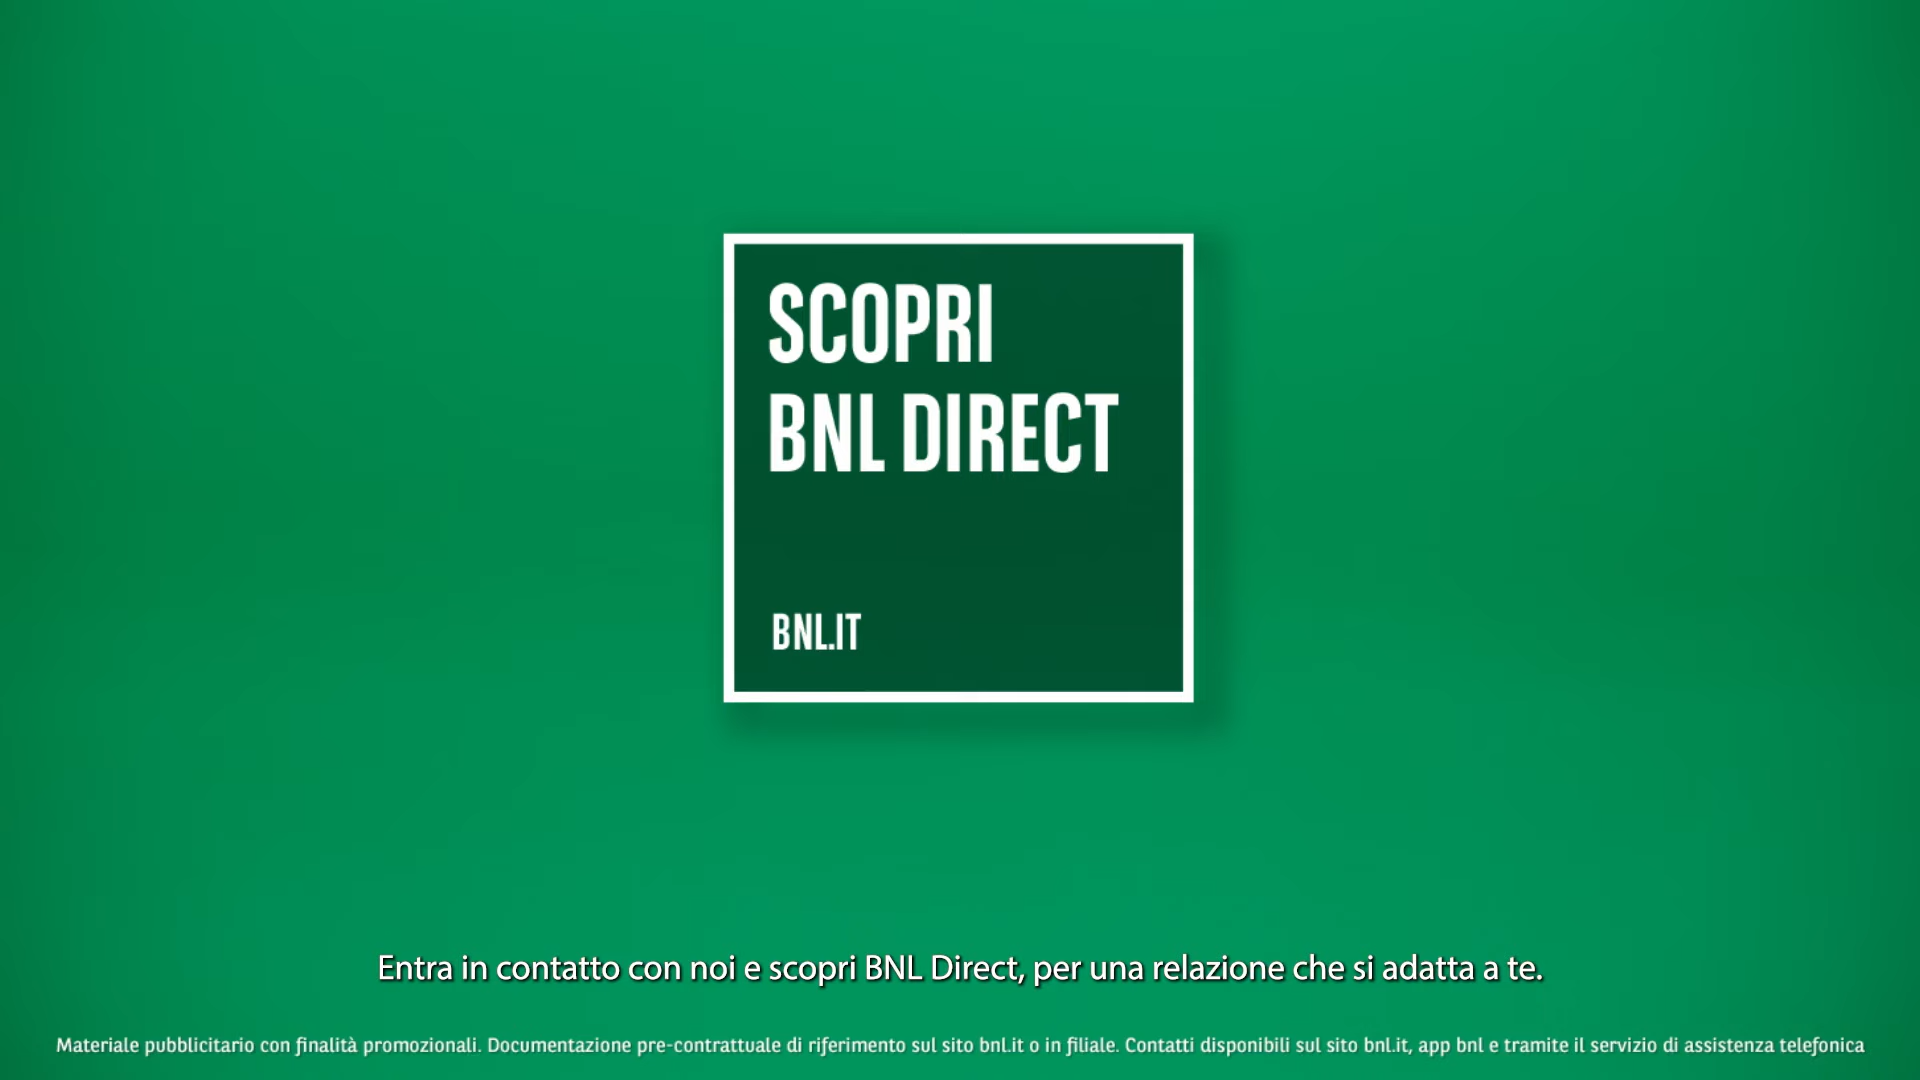 SCOPRI
BNL DIRECT
BNL.IT
Entra in contatto con noi e scopri BNL Direct, per una relazione che si adatta a te.
Materiale pubblicitario con finalità promozionali. Documentazione pre-contrattuale di riferimento sul sito bnl.it o in filiale. Contatti disponibili sul sito bnl.it, app bnl e tramite il servizio di assistenza telefonica